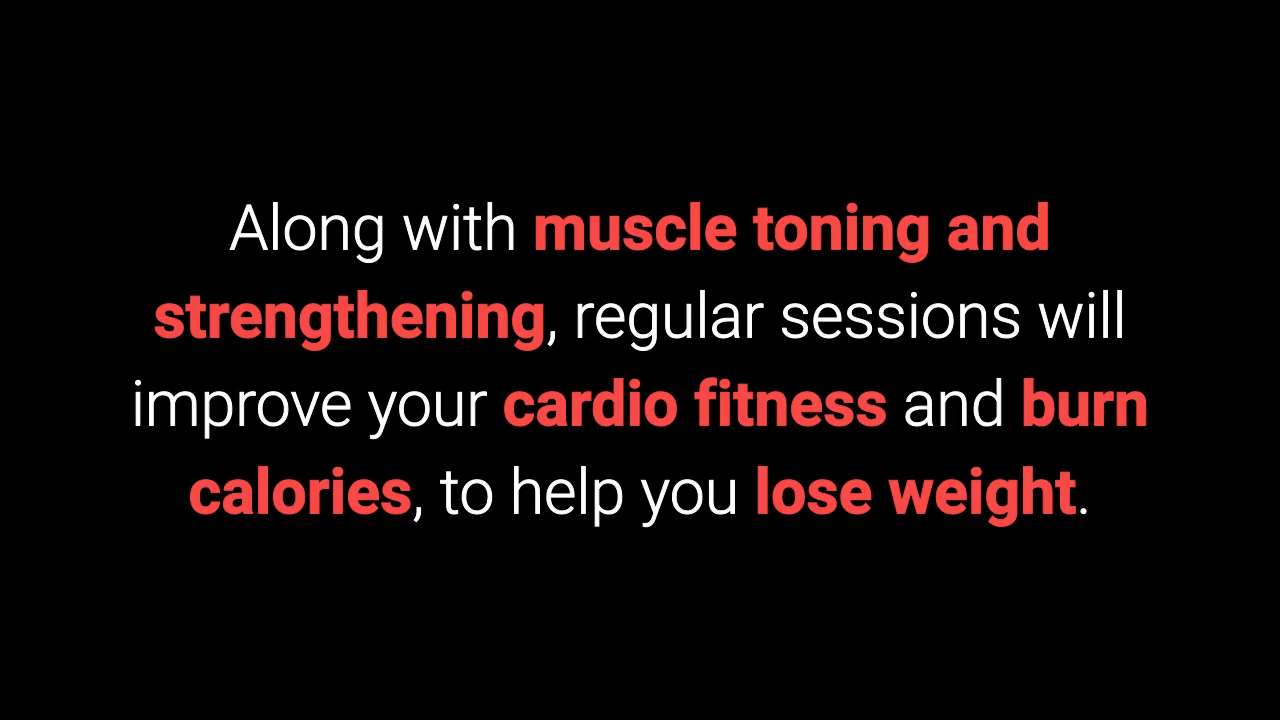 Along with muscle toning and
strengthening, regular sessions will
improve your cardio fitness and burn
calories, to help you lose weight.